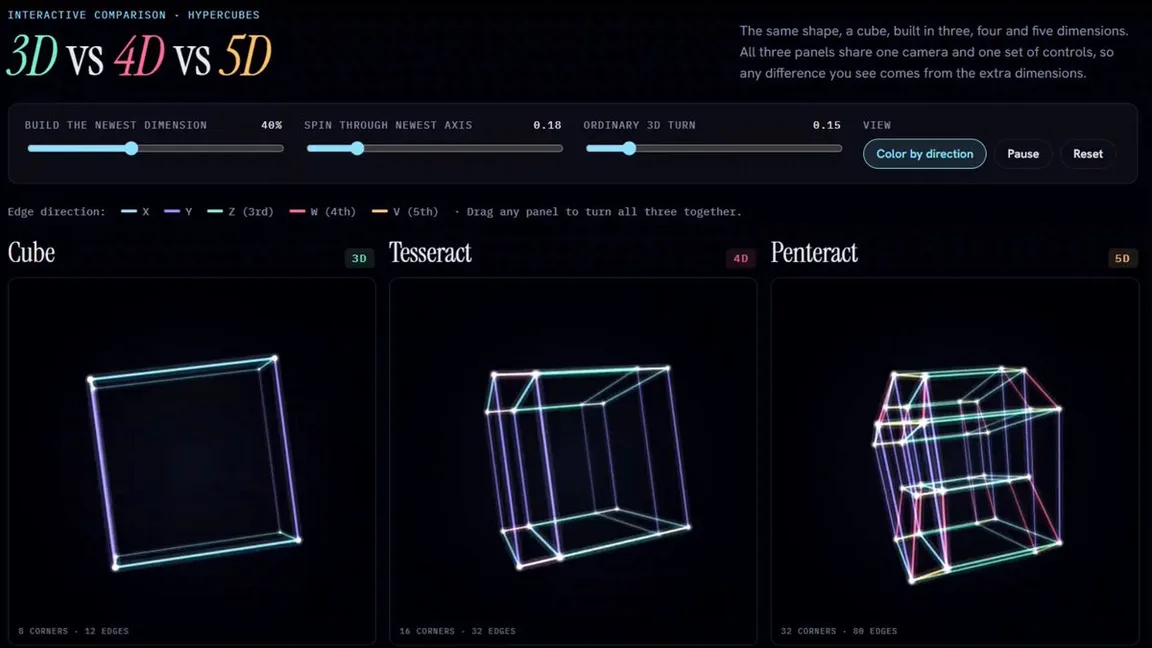 INTERACTIVE COMPARISON · HYPERCUBES
3D vs 4D vs 5D
The same shape, a cube, built in three, four and five dimensions.
All three panels share one camera and one set of controls, so
any difference you see comes from the extra dimensions.
BUILD THE NEWEST DIMENSION 40%
SPIN THROUGH NEWEST AXIS 0.18
ORDINARY 3D TURN 0.15
VIEW
Color by direction Pause Reset
Edge direction: X Y Z (3rd) W (4th) V (5th) · Drag any panel to turn all three together.
Cube 3D
Tesseract 4D
Penteract 5D
8 CORNERS · 12 EDGES
16 CORNERS · 32 EDGES
32 CORNERS · 80 EDGES